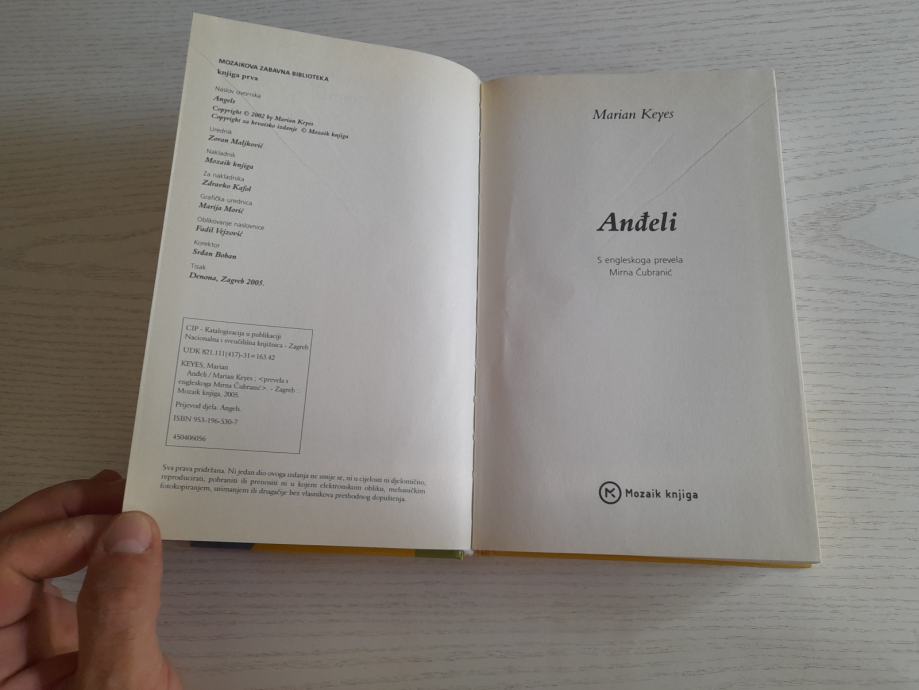 MOZAIKOVA ZABAVNA BIBLIOTEKA
knjiga prva
Naslov izvornika
Angels
Copyright © 2002 by Marian Keyes
Copyright za hrvatsko izdanje © Mozaik knjiga
Urednik
Zoran Maljković
Nakladnik
Mozaik knjiga
Za nakladnika
Zdravko Kafol
Grafička urednica
Marija Morić
Oblikovanje naslovnice
Fadil Vejzović
Korektor
Srđan Boban
Tisak
Denona, Zagreb 2005.
CIP - Katalogizacija u publikaciji
Nacionalna i sveučilišna knjižnica - Zagreb
UDK 821.111(417)-31=163.42
KEYES, Marian
Anđeli / Marian Keyes ; <prevela s
engleskoga Mirna Čubranić>. - Zagreb :
Mozaik knjiga, 2005.
Prijevod djela: Angels.
ISBN 953-196-530-7
450406056
Sva prava pridržana. Ni jedan dio ovoga izdanja ne smije se, ni u cijelosti ni djelomično,
reproducirati, pohraniti ili prenositi ni u kojem elektronskom obliku, mehaničkim
fotokopiranjem, snimanjem ili drugačije bez vlasnikova prethodnog dopuštenja.
Marian Keyes
Anđeli
S engleskoga prevela
Mirna Čubranić
Mozaik knjiga